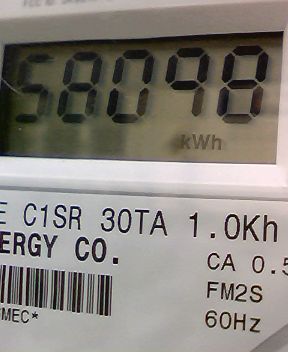 58098
kWh
E C1SR 30TA 1.0Kh
ERGY CO.
CA 0.5
FM2S
MEC*
60Hz